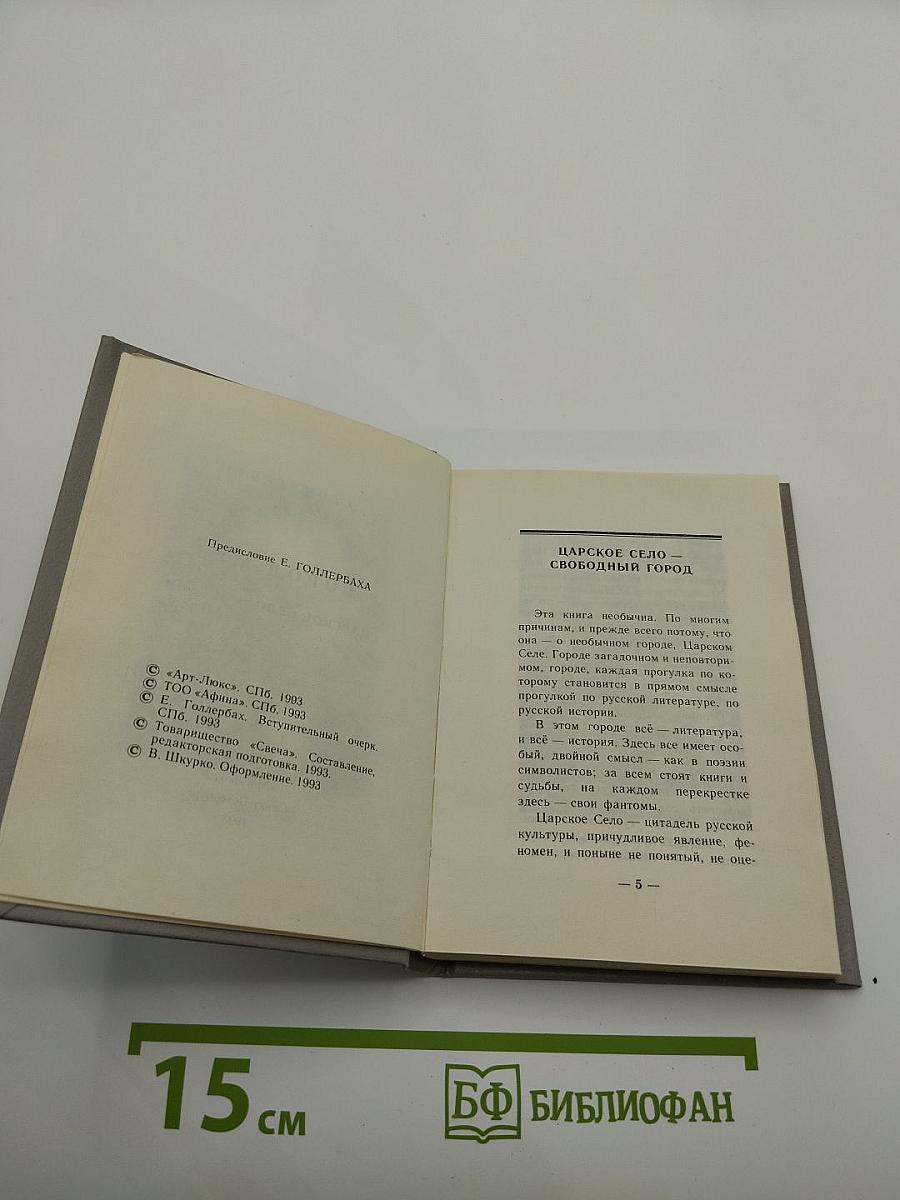 Предисловие Е. ГОЛЛЕРБАХА
© «Арт-Люкс». СПб. 1993
© ТОО «Афина». СПб. 1993
© Е. Голлербах. Вступительный очерк.
СПб. 1993
© Товарищество «Свеча». Составление,
редакторская подготовка. 1993.
© В. Шкурко. Оформление. 1993
ЦАРСКОЕ СЕЛО —
СВОБОДНЫЙ ГОРОД
Эта книга необычна. По многим
причинам, и прежде всего потому, что
она — о необычном городе, Царском
Селе. Городе загадочном и неповтори-
мом, городе, каждая прогулка по ко-
торому становится в прямом смысле
прогулкой по русской литературе, по
русской истории.
В этом городе всё — литература,
и всё — история. Здесь все имеет осо-
бый, двойной смысл — как в поэзии
символистов; за всем стоят книги и
судьбы, на каждом перекрестке
здесь — свои фантомы.
Царское Село — цитадель русской
культуры, причудливое явление, фе-
номен, и поныне не понятый, не оце-
— 5 —
15 см
БФ БИБЛИОФАН